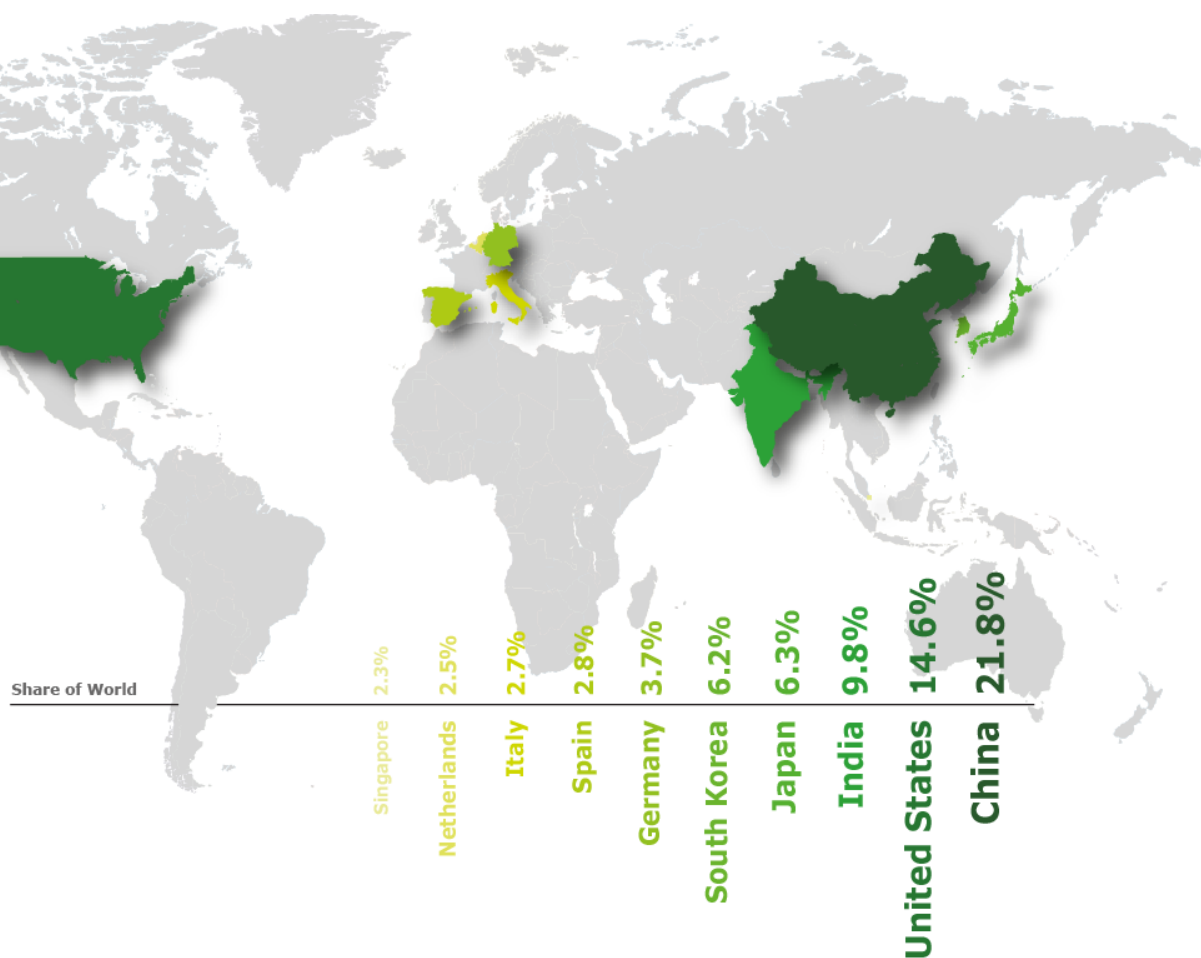 Share of World
2.3%
2.5%
2.7%
2.8%
3.7%
6.2%
6.3%
9.8%
14.6%
21.8%
Singapore
Netherlands
Italy
Spain
Germany
South Korea
Japan
India
United States
China